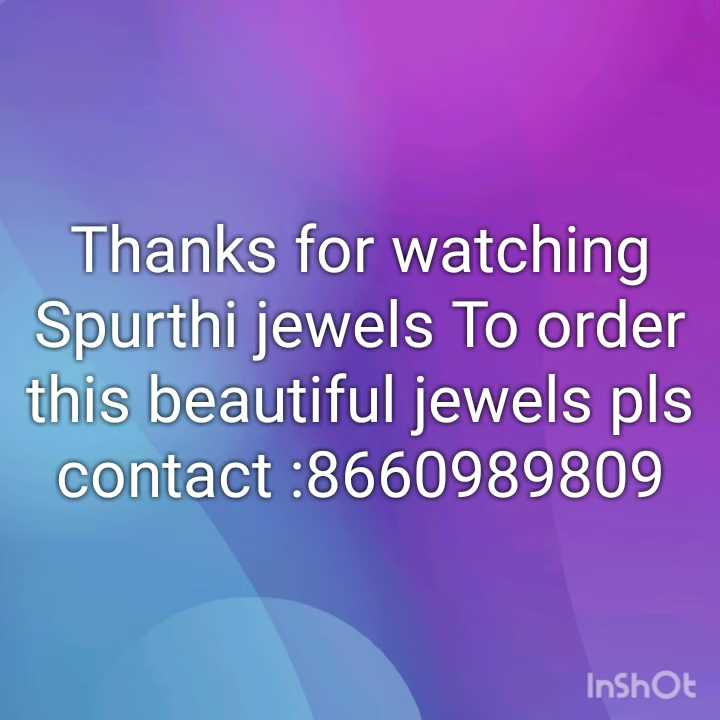 Thanks for watching
Spurthi jewels To order
this beautiful jewels pls
contact :8660989809
InShOt